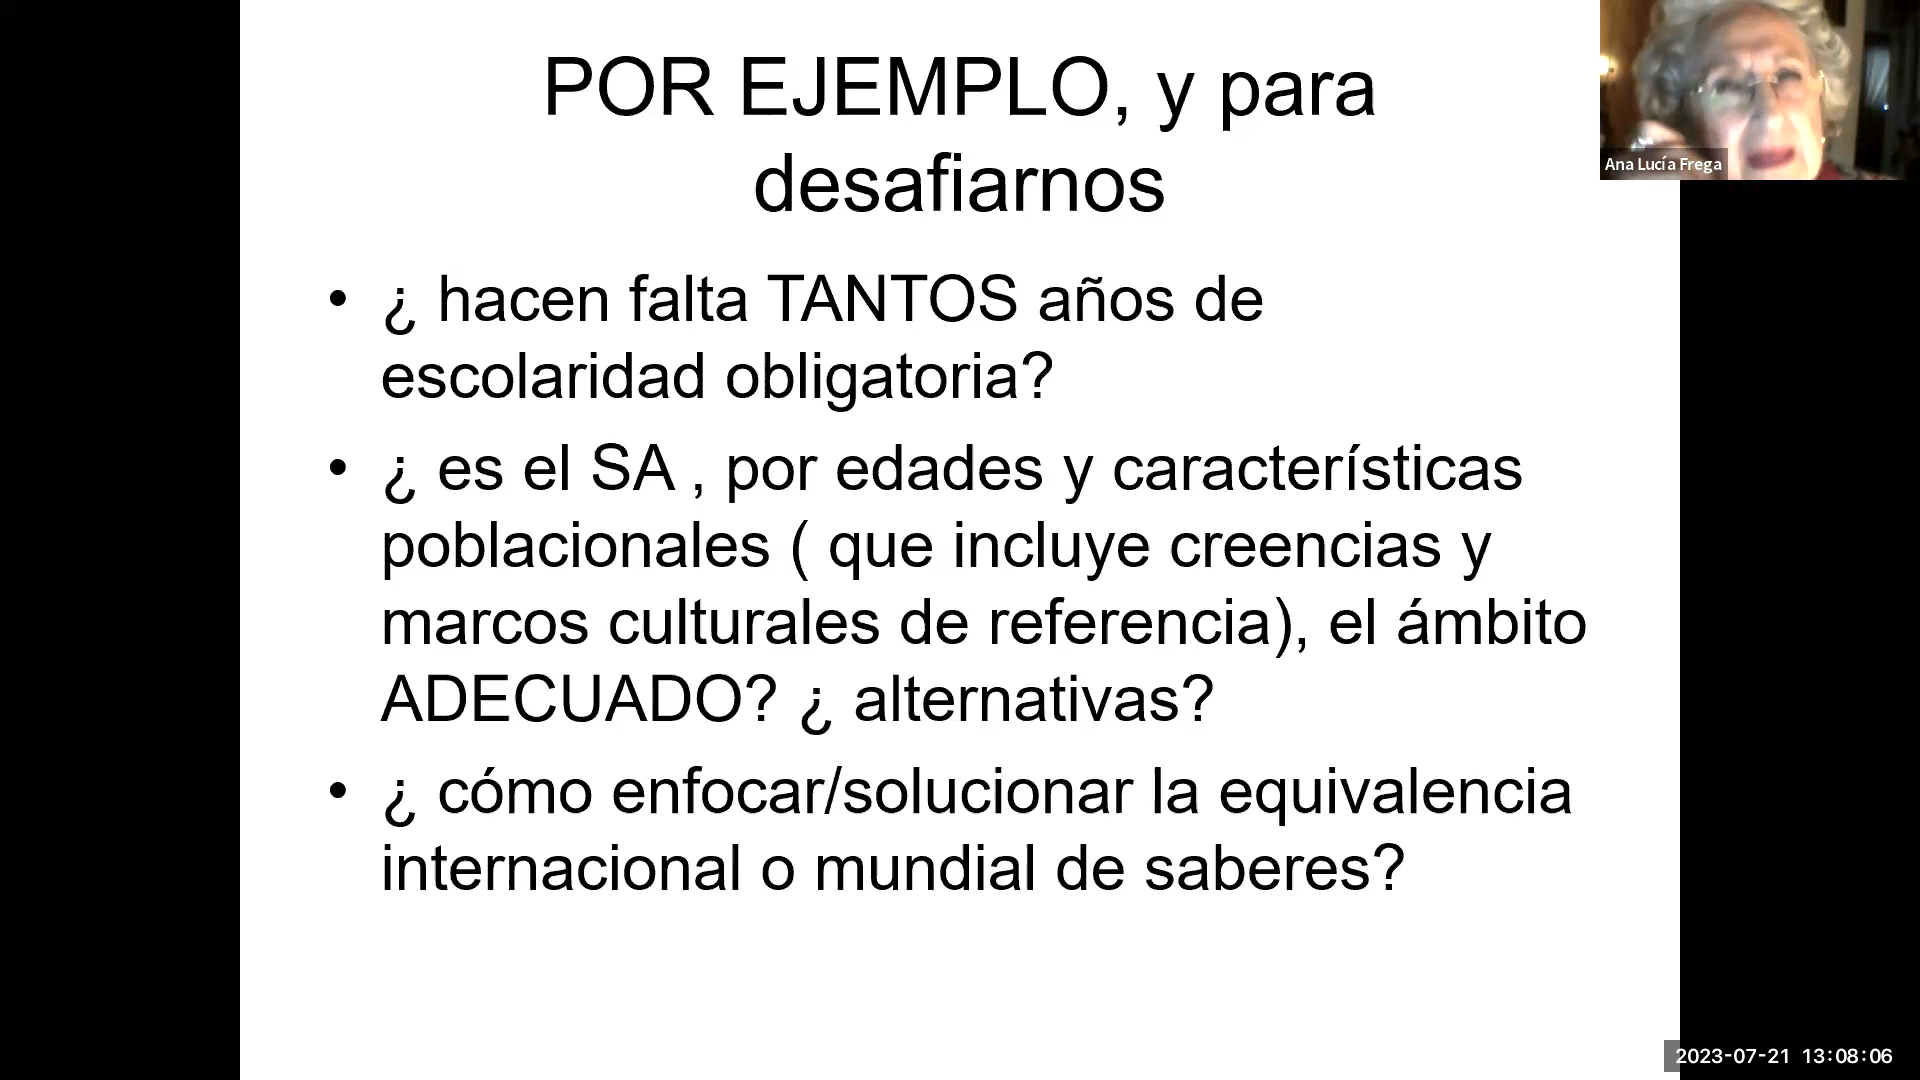 POR EJEMPLO, y para
desafiarnos
• ¿ hacen falta TANTOS años de
escolaridad obligatoria?
• ¿ es el SA , por edades y características
poblacionales ( que incluye creencias y
marcos culturales de referencia), el ámbito
ADECUADO? ¿ alternativas?
• ¿ cómo enfocar/solucionar la equivalencia
internacional o mundial de saberes?
Ana Lucía Frega
2023-07-21 13:08:06